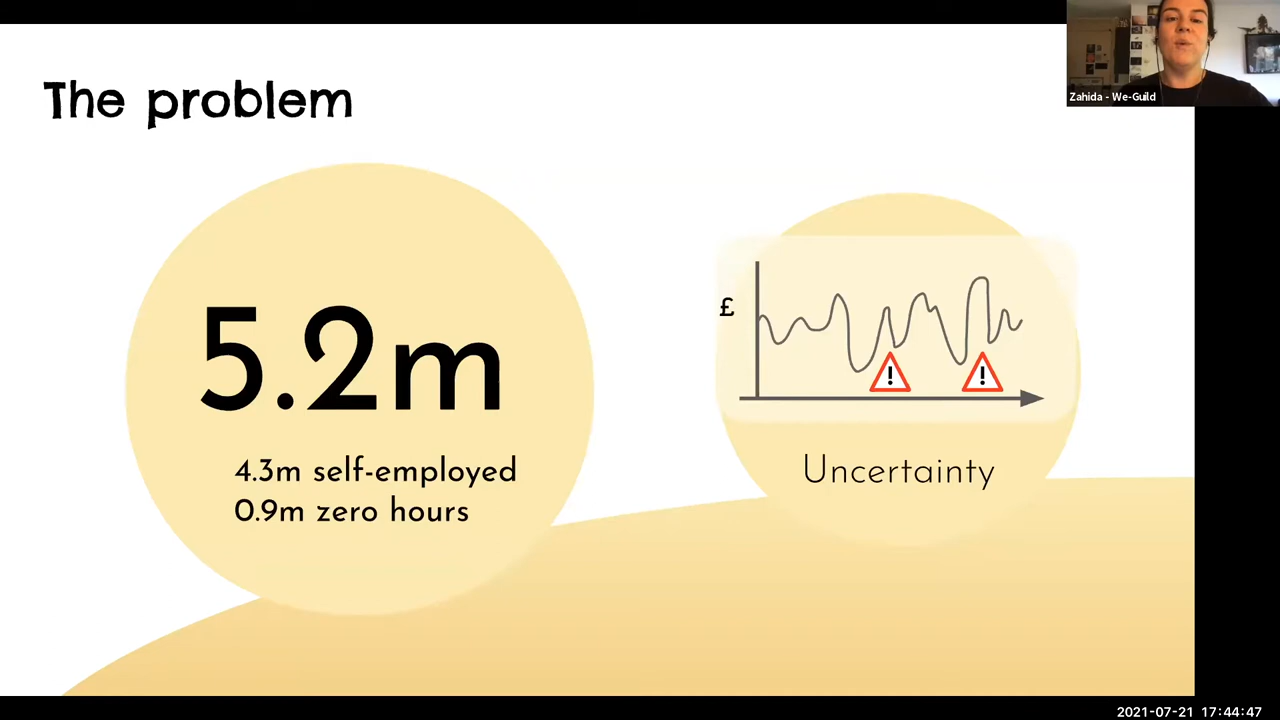 The problem
Zahida - We-Guild
5.2m
4.3m self-employed
0.9m zero hours
£
!
!
Uncertainty
2021-07-21 17:44:47